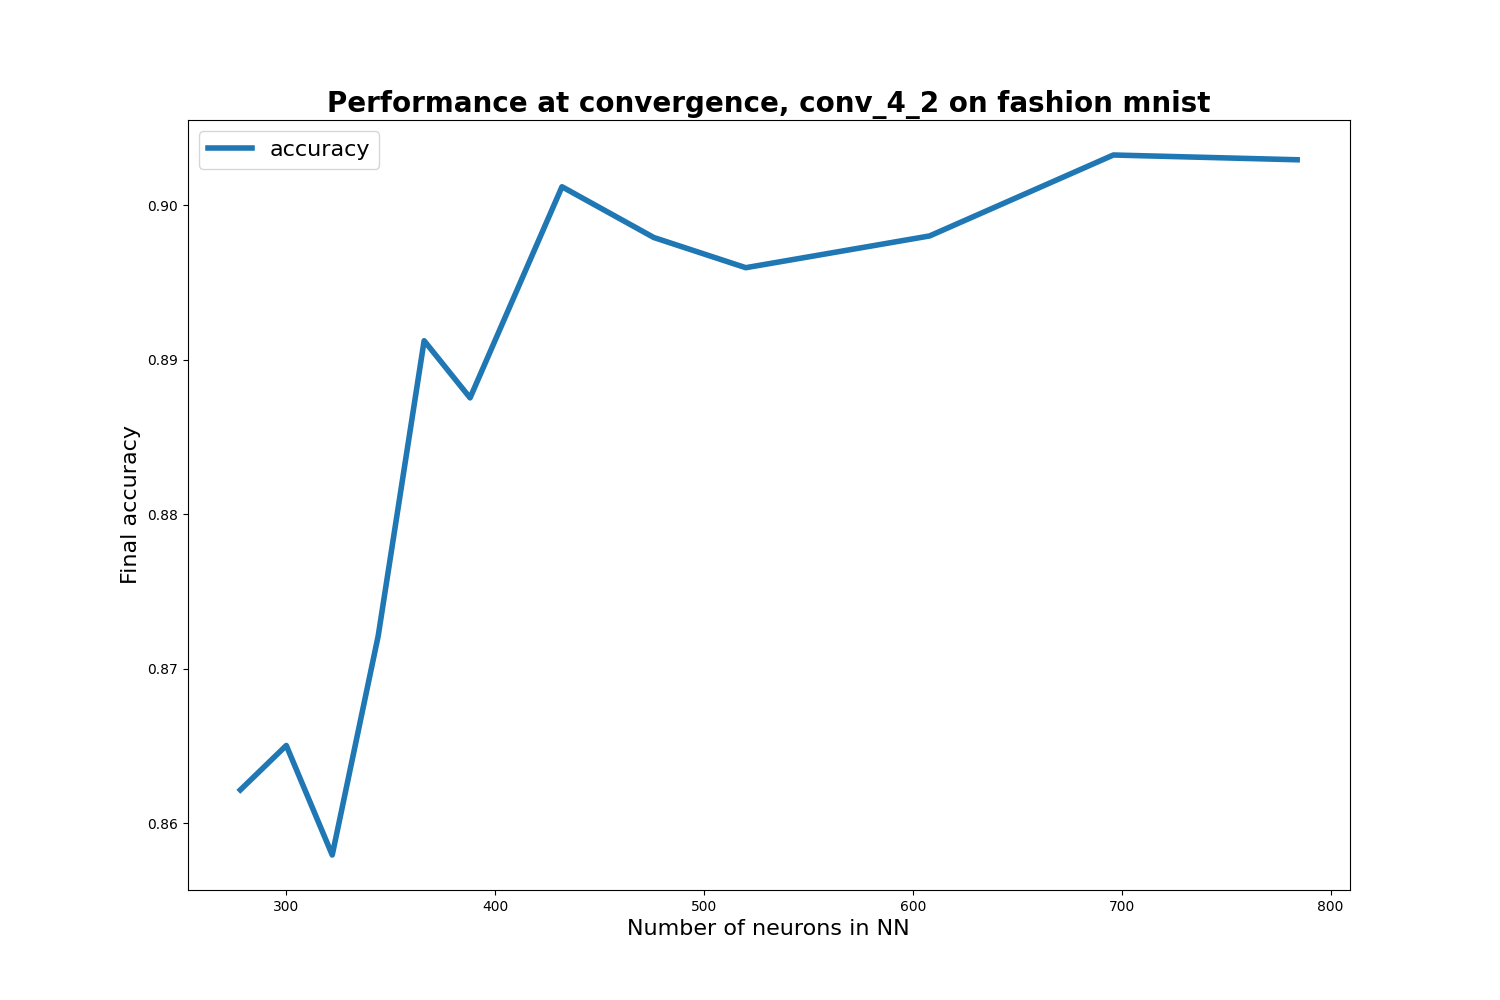 Performance at convergence, conv_4_2 on fashion mnist
accuracy
0.90
0.89
0.88
0.87
0.86
Final accuracy
300 400 500 600 700 800
Number of neurons in NN